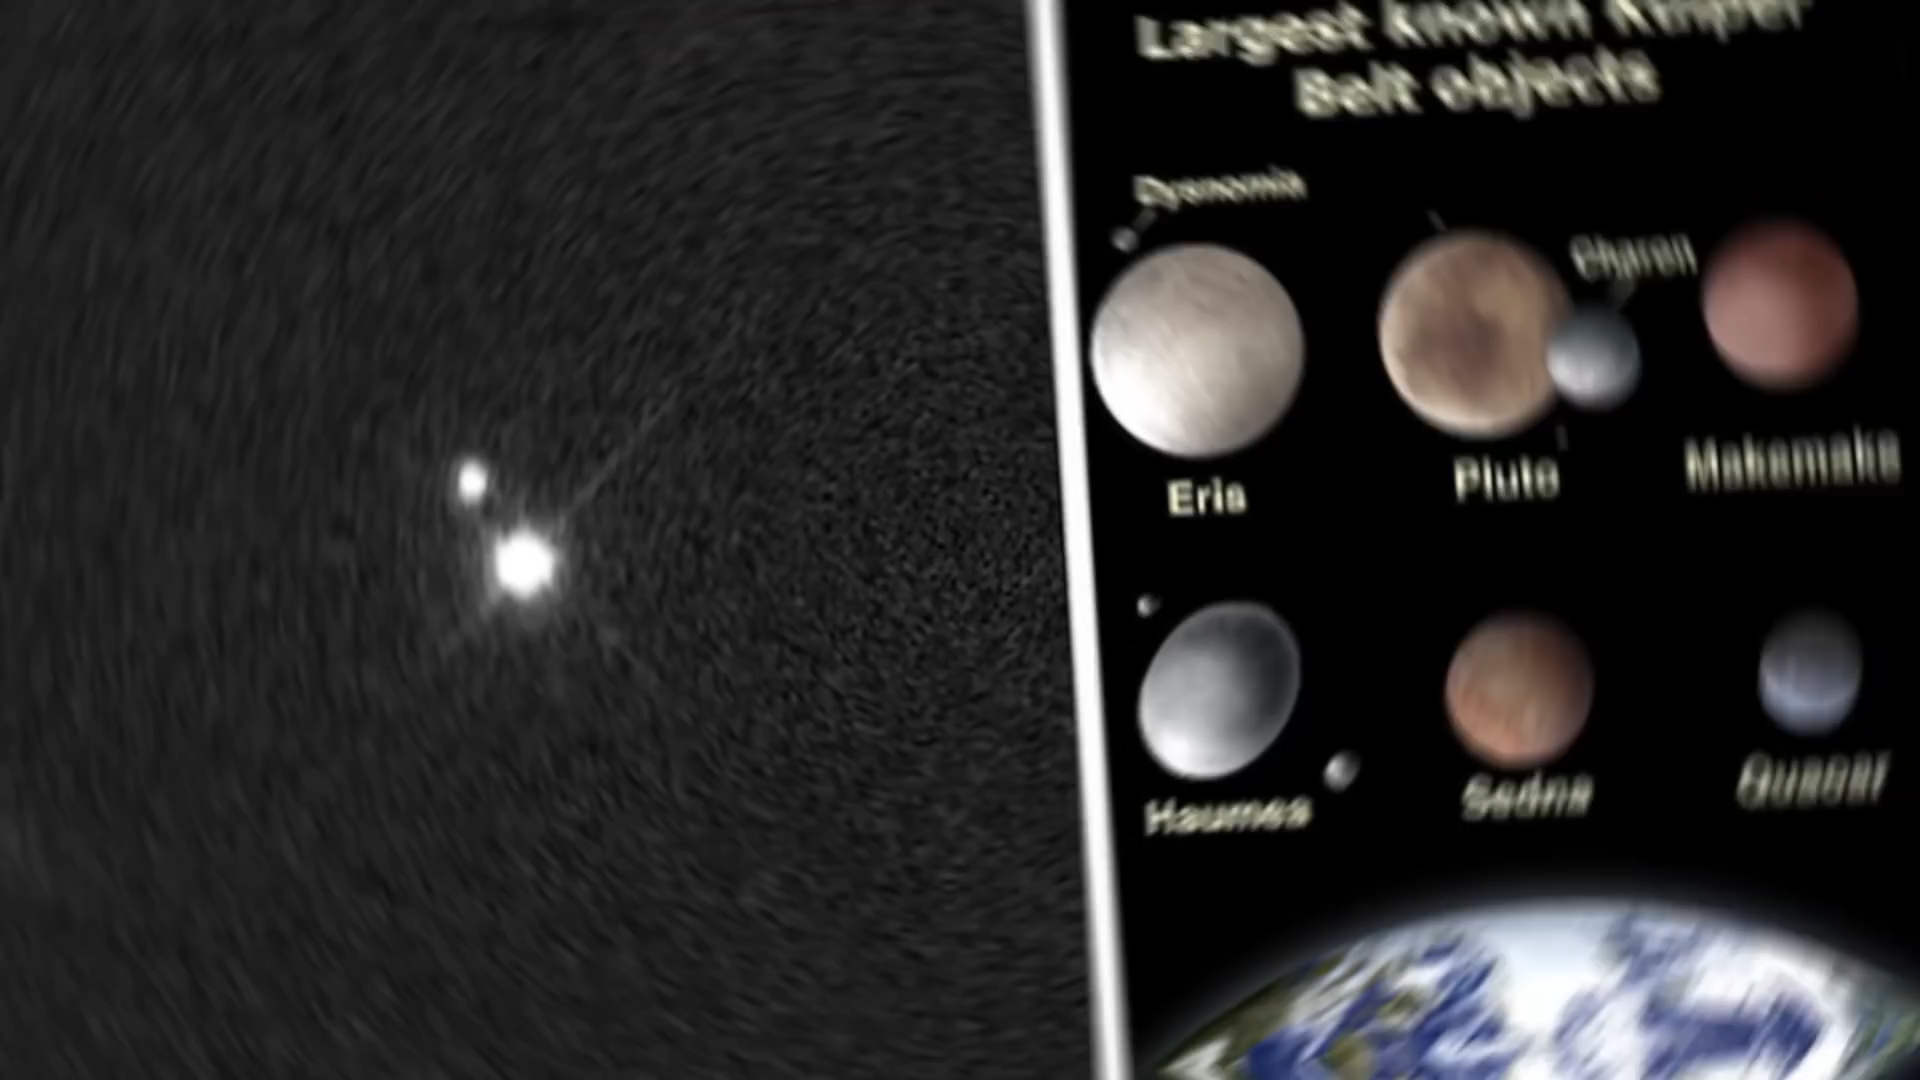 Largest known Kuiper
Belt objects
Dysnomia
Charon
Eris
Pluto
Makemake
Haumea
Sedna
Quaoar